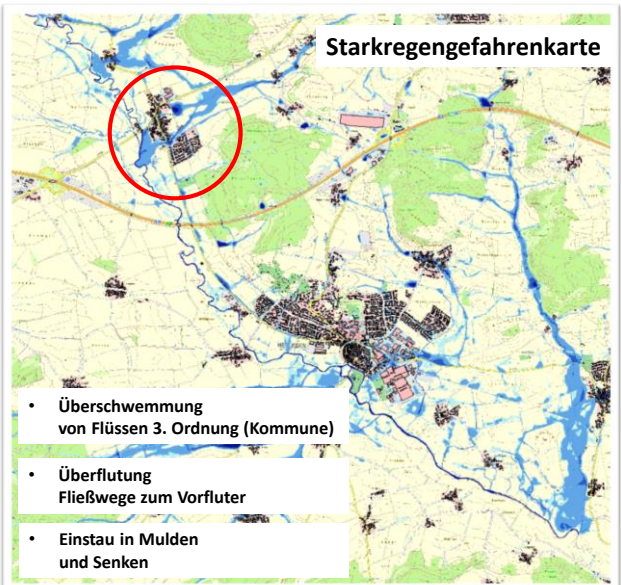 Starkregengefahrenkarte
• Überschwemmung
von Flüssen 3. Ordnung (Kommune)
• Überflutung
Fließwege zum Vorfluter
• Einstau in Mulden
und Senken